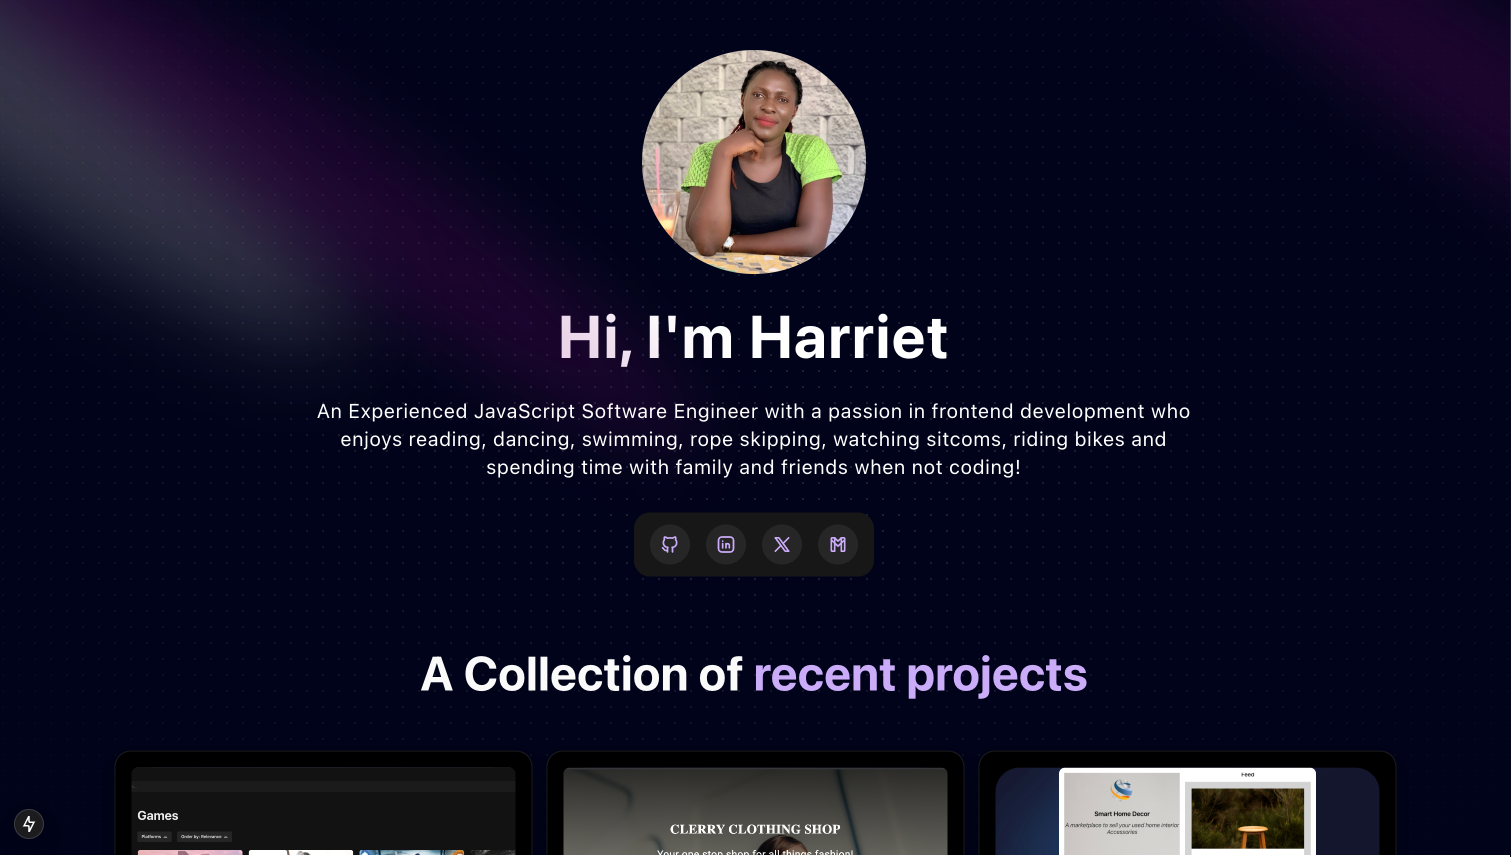 Hi, I'm Harriet
An Experienced JavaScript Software Engineer with a passion in frontend development who
enjoys reading, dancing, swimming, rope skipping, watching sitcoms, riding bikes and
spending time with family and friends when not coding!
A Collection of recent projects
Games
Platforms
Order by: Relevance
CLERRY CLOTHING SHOP
Your one stop shop for all things fashion!
Feed
Smart Home Decor
A marketplace to sell your used home interior
Accessories